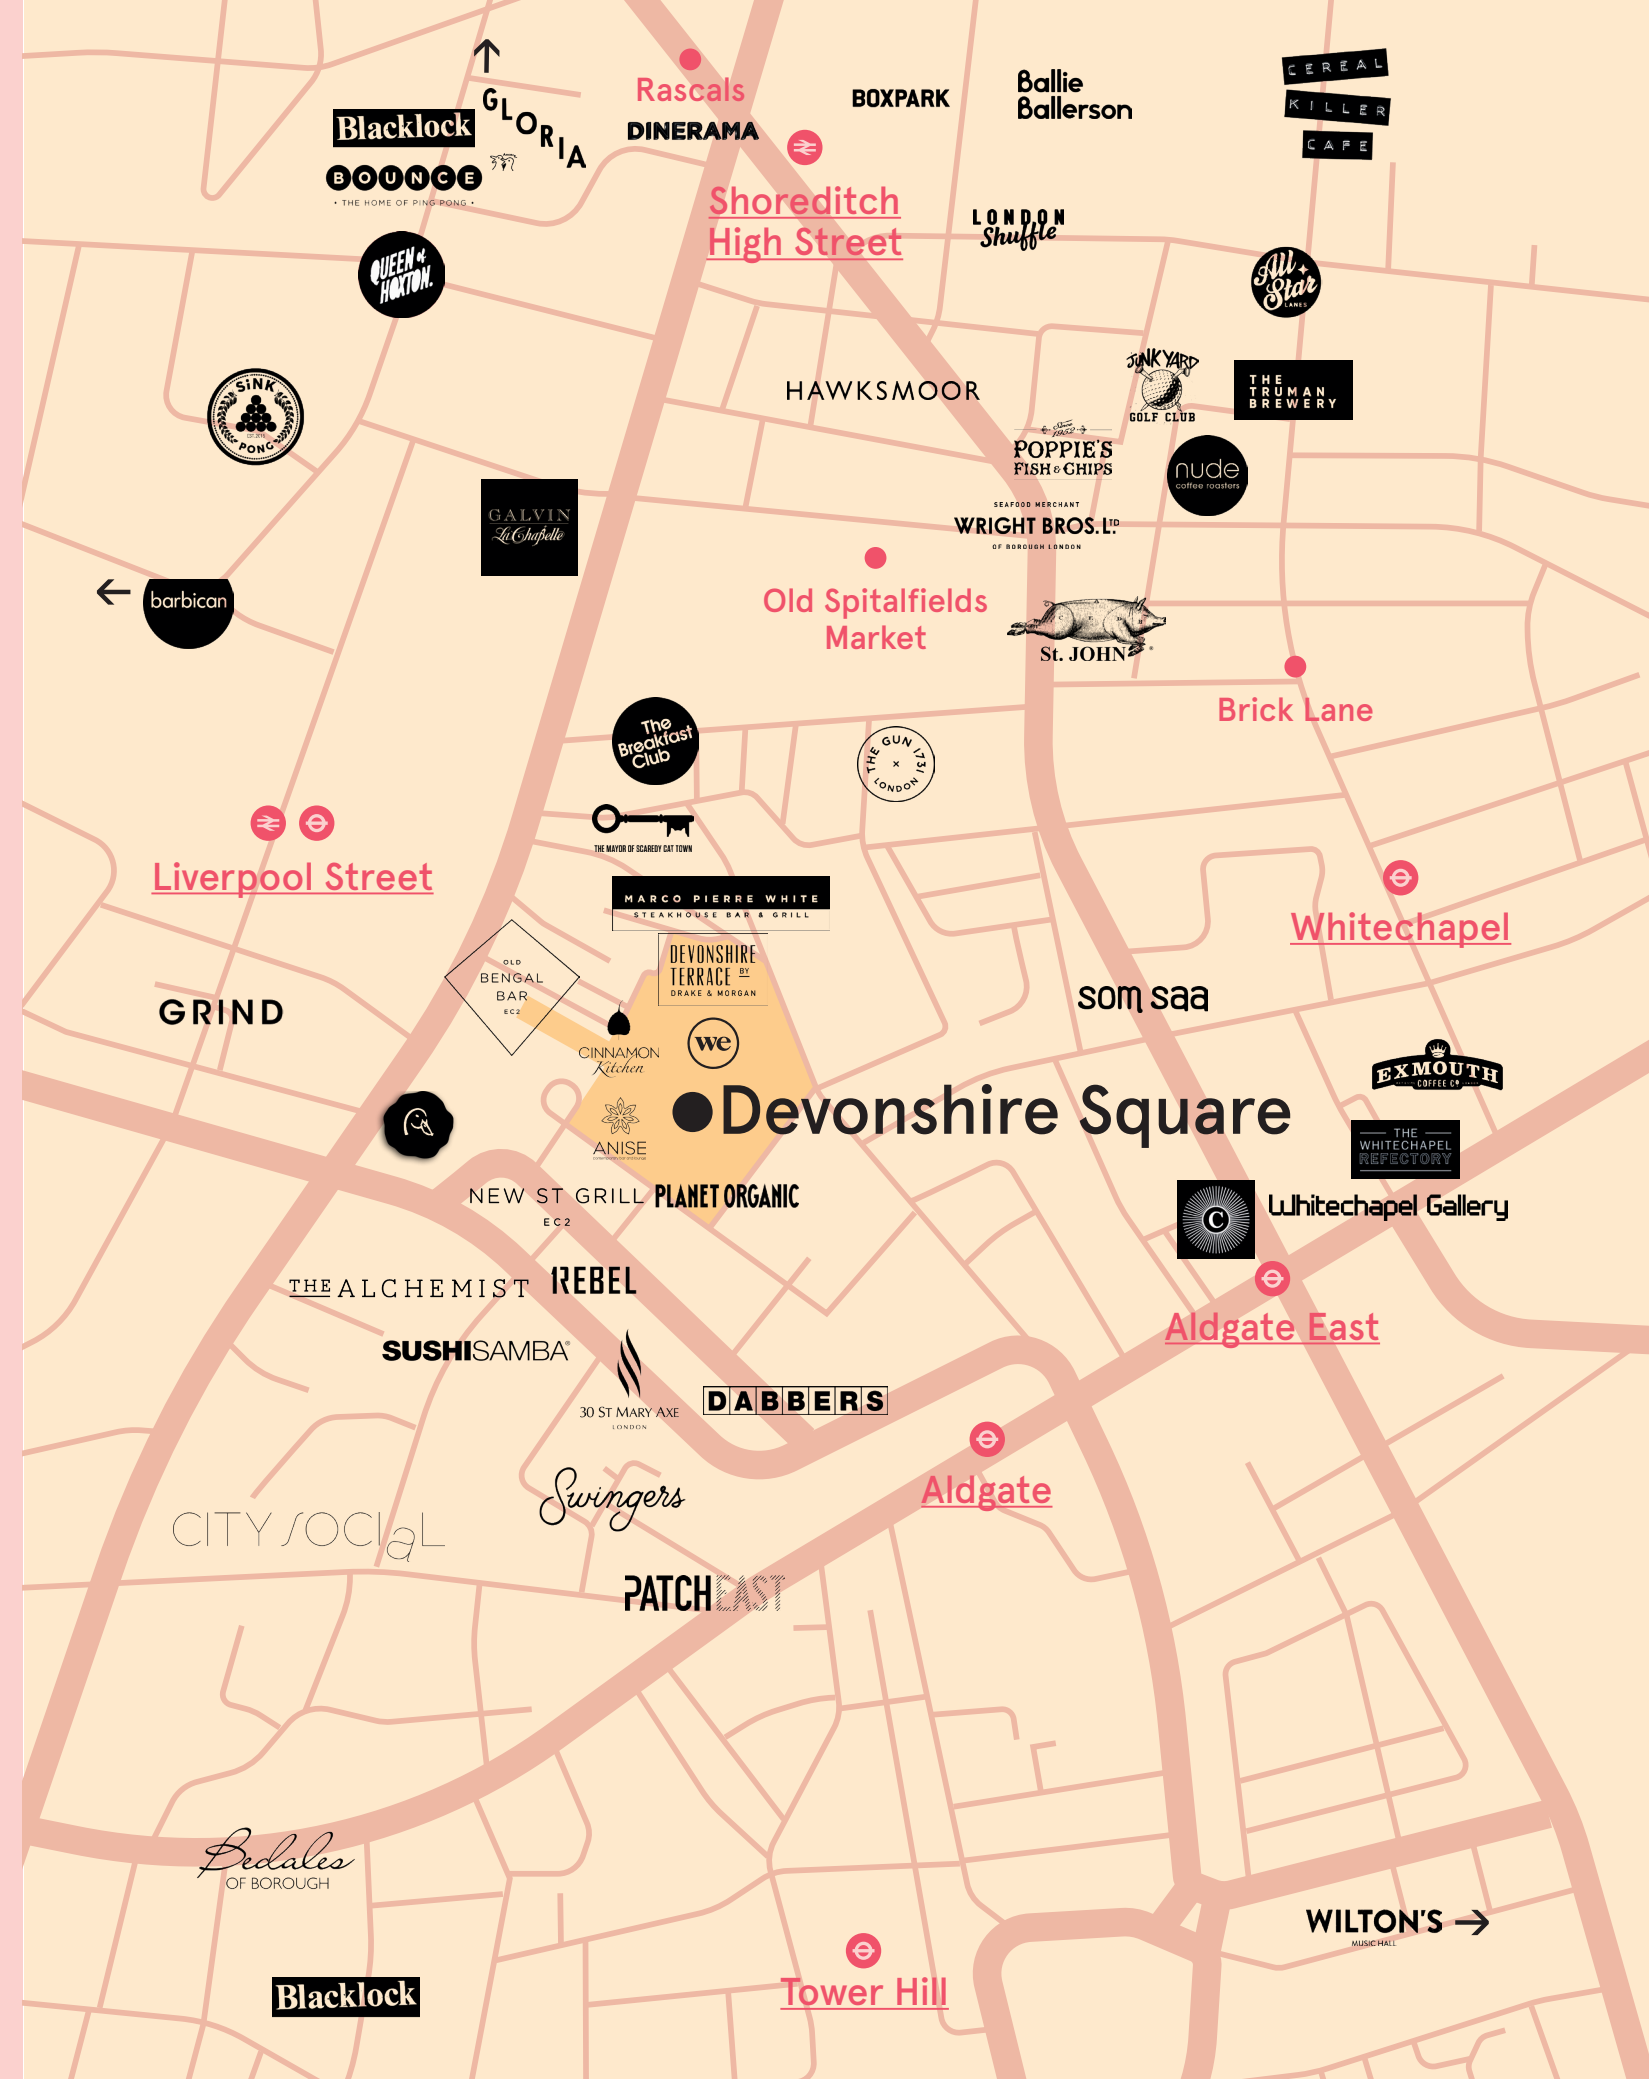 GLORIA
Rascals
DINERAMA
BOXPARK
Ballie
Ballerson
CEREAL
KILLER
CAFE
Blacklock
BOUNCE
• THE HOME OF PING PONG •
Shoreditch
High Street
LONDON
Shuffle
QUEEN of
HOXTON.
All
Star
LANES
SiNK
EST. 2015
PONG
HAWKSMOOR
JUNKYARD
GOLF CLUB
THE
TRUMAN
BREWERY
Since
1952
POPPIE'S
FISH & CHIPS
nude
coffee roasters
GALVIN
La Chapelle
SEAFOOD MERCHANT
WRIGHT BROS. LTD
OF BOROUGH LONDON
barbican
Old Spitalfields
Market
St. JOHN
Brick Lane
The
Breakfast
Club
THE GUN 1731
×
LONDON
THE MAYOR OF SCAREDY CAT TOWN
Liverpool Street
MARCO PIERRE WHITE
STEAKHOUSE BAR & GRILL
Whitechapel
OLD
BENGAL
BAR
EC2
DEVONSHIRE
TERRACE BY
DRAKE & MORGAN
GRIND
som saa
CINNAMON
Kitchen
we
EXMOUTH
COFFEE Co
Devonshire Square
ANISE
THE
WHITECHAPEL
REFECTORY
NEW ST GRILL
EC2
PLANET ORGANIC
C
Whitechapel Gallery
THE ALCHEMIST
1REBEL
Aldgate East
SUSHISAMBA®
30 ST MARY AXE
LONDON
DABBERS
Aldgate
Swingers
CITY SOCIaL
PATCHEAST
Bedales
OF BOROUGH
WILTON'S
MUSIC HALL
Blacklock
Tower Hill